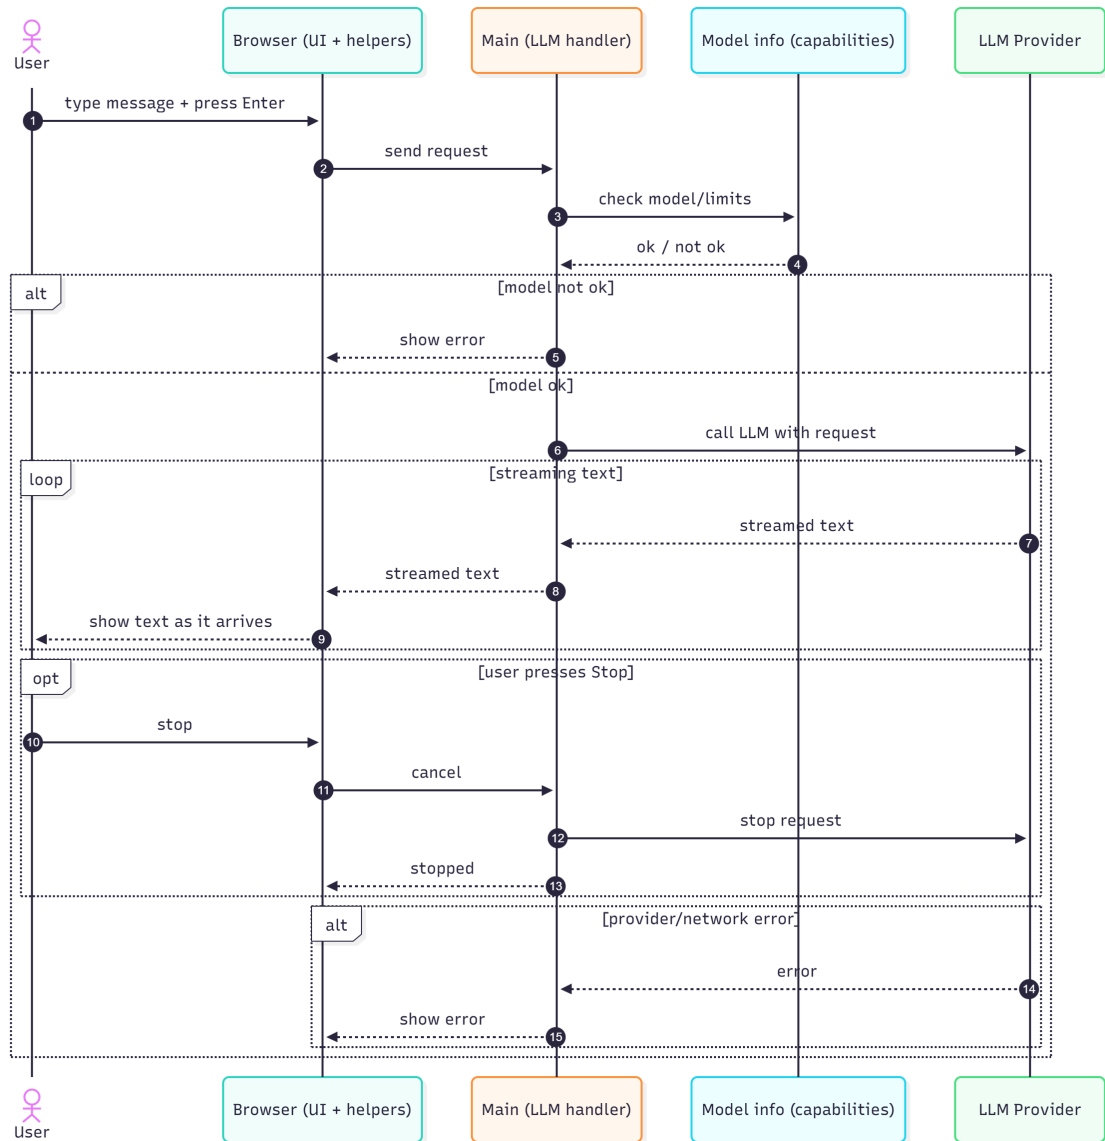 User
Browser (UI + helpers)
Main (LLM handler)
Model info (capabilities)
LLM Provider
type message + press Enter
1
send request
2
check model/limits
3
ok / not ok
4
alt
[model not ok]
show error
5
[model ok]
call LLM with request
6
loop
[streaming text]
streamed text
7
streamed text
8
show text as it arrives
9
opt
[user presses Stop]
stop
10
cancel
11
stop request
12
stopped
13
alt
[provider/network error]
error
14
show error
15
User
Browser (UI + helpers)
Main (LLM handler)
Model info (capabilities)
LLM Provider